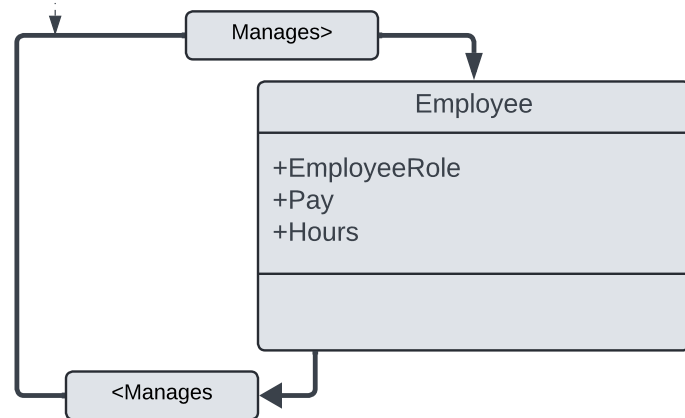 Manages>
Employee
+EmployeeRole
+Pay
+Hours
<Manages